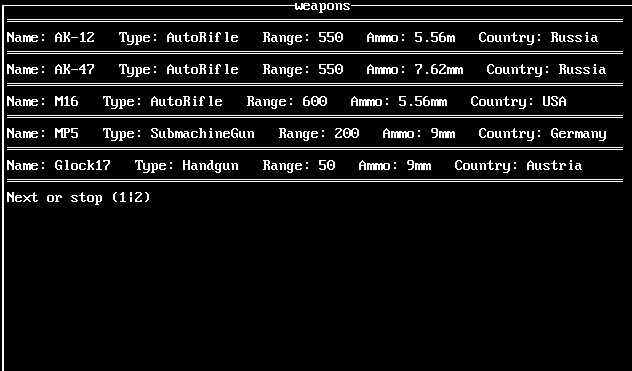 Weapons
Name: AK-12 Type: AutoRifle Range: 550 Ammo: 5.56m Country: Russia
Name: AK-47 Type: AutoRifle Range: 550 Ammo: 7.62mm Country: Russia
Name: M16 Type: AutoRifle Range: 600 Ammo: 5.56mm Country: USA
Name: MP5 Type: SubmachineGun Range: 200 Ammo: 9mm Country: Germany
Name: Glock17 Type: Handgun Range: 50 Ammo: 9mm Country: Austria
Next or stop (1|2)